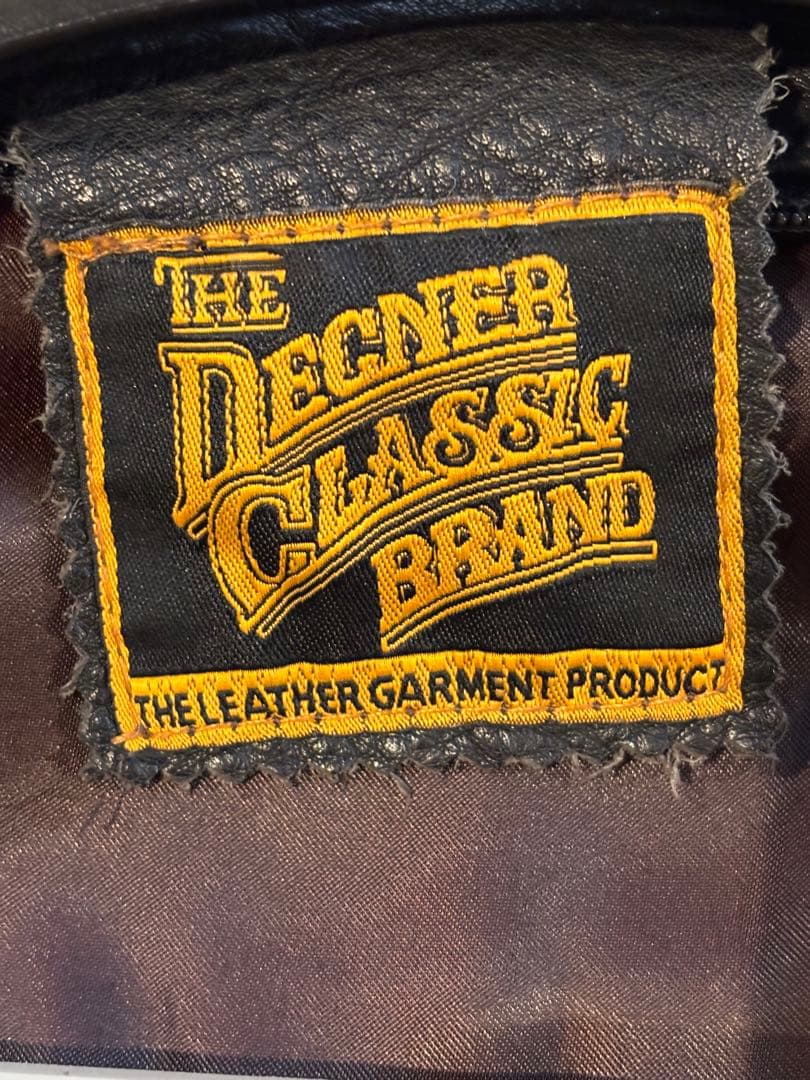 THE
DEGNER
CLASSIC
BRAND
THE LEATHER GARMENT PRODUCT